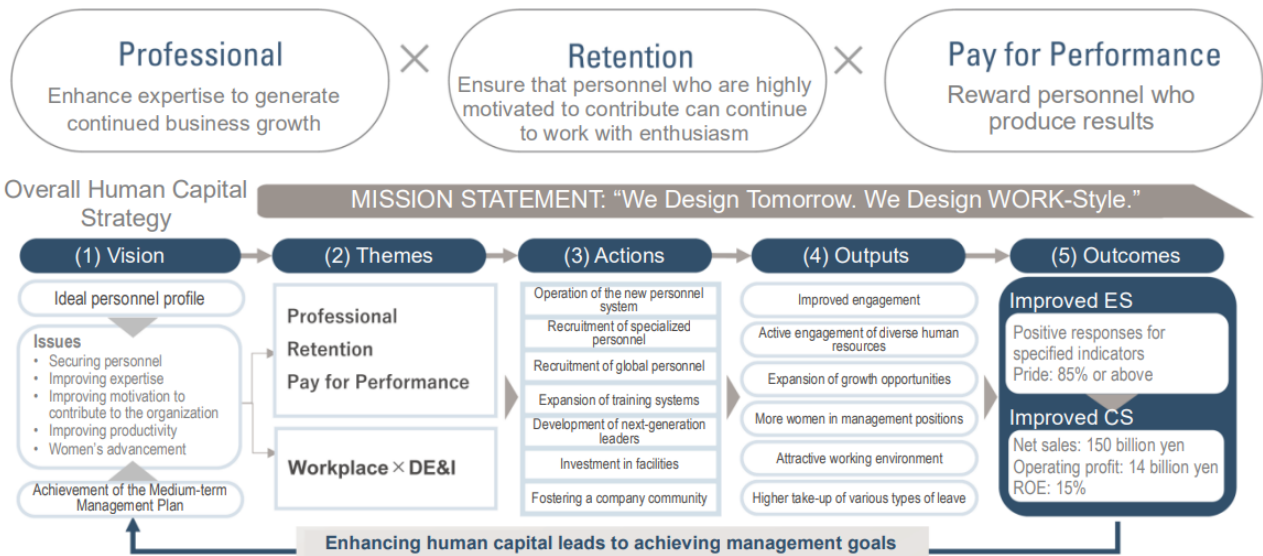 Professional
Enhance expertise to generate
continued business growth
×
Retention
Ensure that personnel who are highly
motivated to contribute can continue
to work with enthusiasm
×
Pay for Performance
Reward personnel who
produce results
Overall Human Capital
Strategy
MISSION STATEMENT: “We Design Tomorrow. We Design WORK-Style.”
(1) Vision
Ideal personnel profile
Issues
• Securing personnel
• Improving expertise
• Improving motivation to
contribute to the organization
• Improving productivity
• Women's advancement
Achievement of the Medium-term
Management Plan
(2) Themes
Professional
Retention
Pay for Performance
Workplace × DE&I
(3) Actions
Operation of the new personnel
system
Recruitment of specialized
personnel
Recruitment of global personnel
Expansion of training systems
Development of next-generation
leaders
Investment in facilities
Fostering a company community
(4) Outputs
Improved engagement
Active engagement of diverse human
resources
Expansion of growth opportunities
More women in management positions
Attractive working environment
Higher take-up of various types of leave
(5) Outcomes
Improved ES
Positive responses for
specified indicators
Pride: 85% or above
Improved CS
Net sales: 150 billion yen
Operating profit: 14 billion yen
ROE: 15%
Enhancing human capital leads to achieving management goals